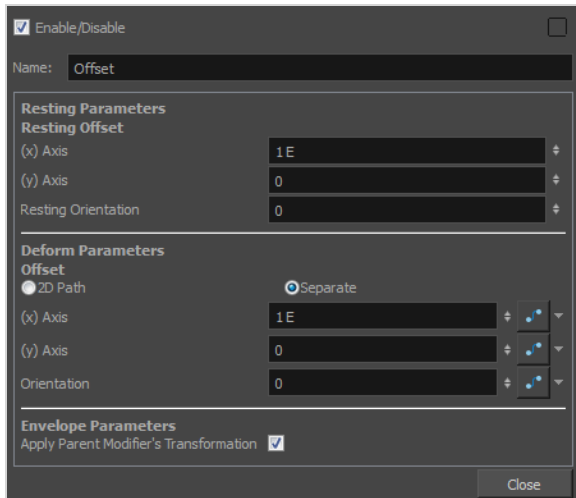 Enable/Disable
Name: Offset
Resting Parameters
Resting Offset
(x) Axis 1 E
(y) Axis 0
Resting Orientation 0
Deform Parameters
Offset
2D Path Separate
(x) Axis 1 E
(y) Axis 0
Orientation 0
Envelope Parameters
Apply Parent Modifier's Transformation
Close